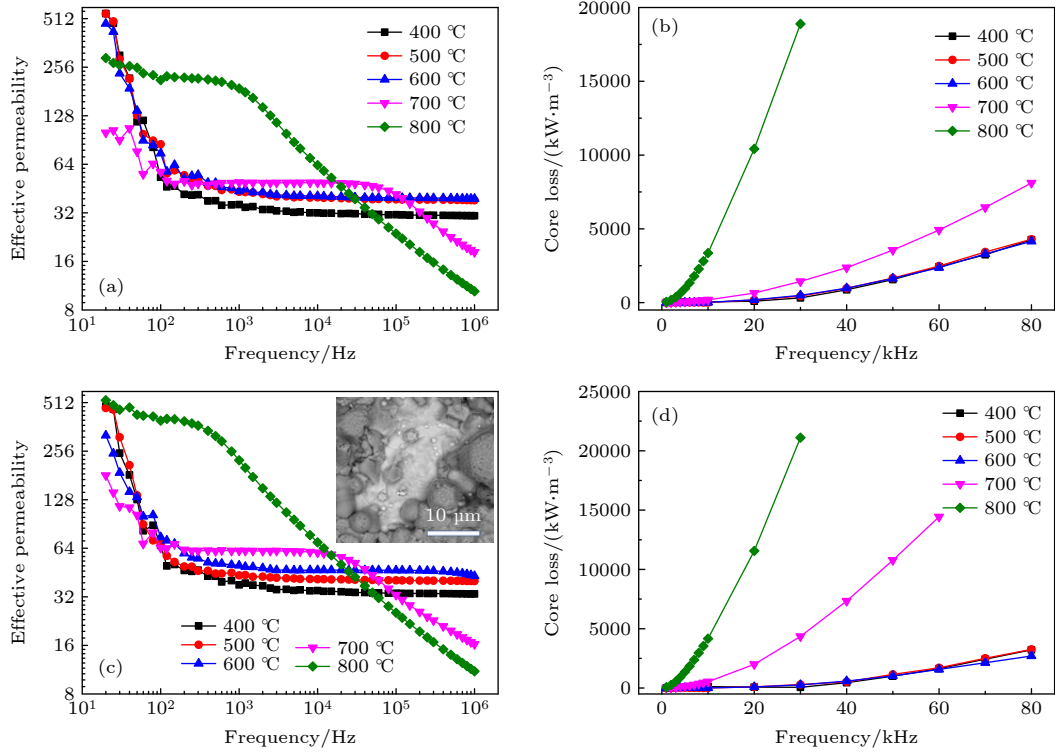 512
256
128
64
32
16
8
Effective permeability
400 ℃
500 ℃
600 ℃
700 ℃
800 ℃
(a)
10¹ 10² 10³ 10⁴ 10⁵ 10⁶
Frequency/Hz
20000
15000
10000
5000
0
Core loss/(kW·m⁻³)
(b)
400 ℃
500 ℃
600 ℃
700 ℃
800 ℃
0 20 40 60 80
Frequency/kHz
512
256
128
64
32
16
8
Effective permeability
10 µm
400 ℃
500 ℃
600 ℃
700 ℃
800 ℃
(c)
10¹ 10² 10³ 10⁴ 10⁵ 10⁶
Frequency/Hz
25000
20000
15000
10000
5000
0
Core loss/(kW·m⁻³)
(d)
400 ℃
500 ℃
600 ℃
700 ℃
800 ℃
0 20 40 60 80
Frequency/kHz